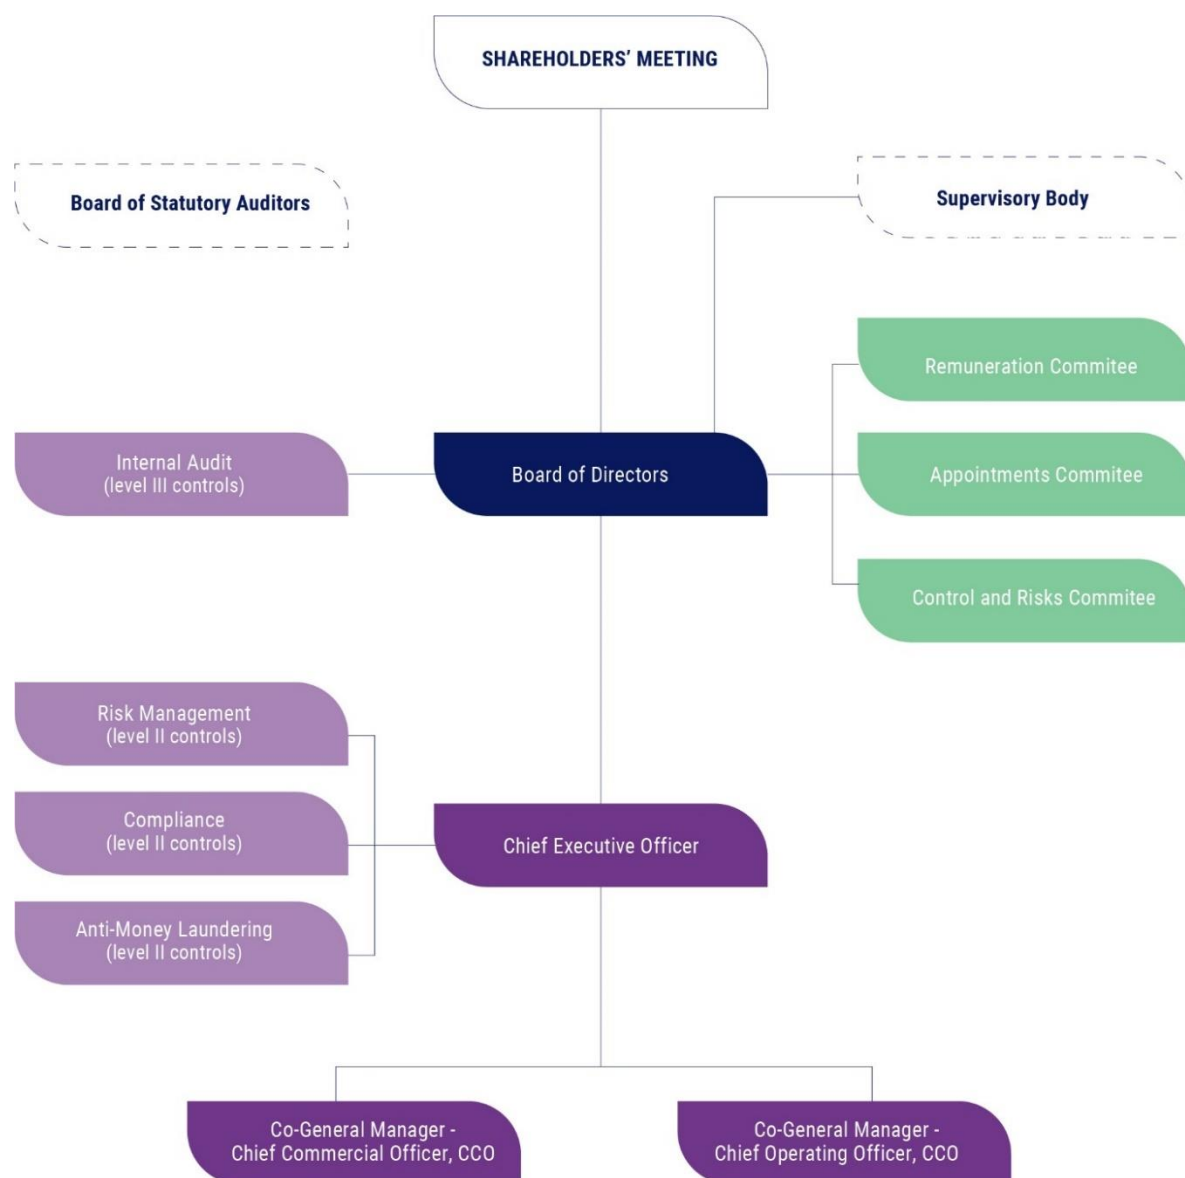 SHAREHOLDERS’ MEETING
Board of Statutory Auditors
Supervisory Body
Remuneration Commitee
Internal Audit
(level III controls)
Board of Directors
Appointments Commitee
Control and Risks Commitee
Risk Management
(level II controls)
Compliance
(level II controls)
Chief Executive Officer
Anti-Money Laundering
(level II controls)
Co-General Manager -
Chief Commercial Officer, CCO
Co-General Manager -
Chief Operating Officer, CCO